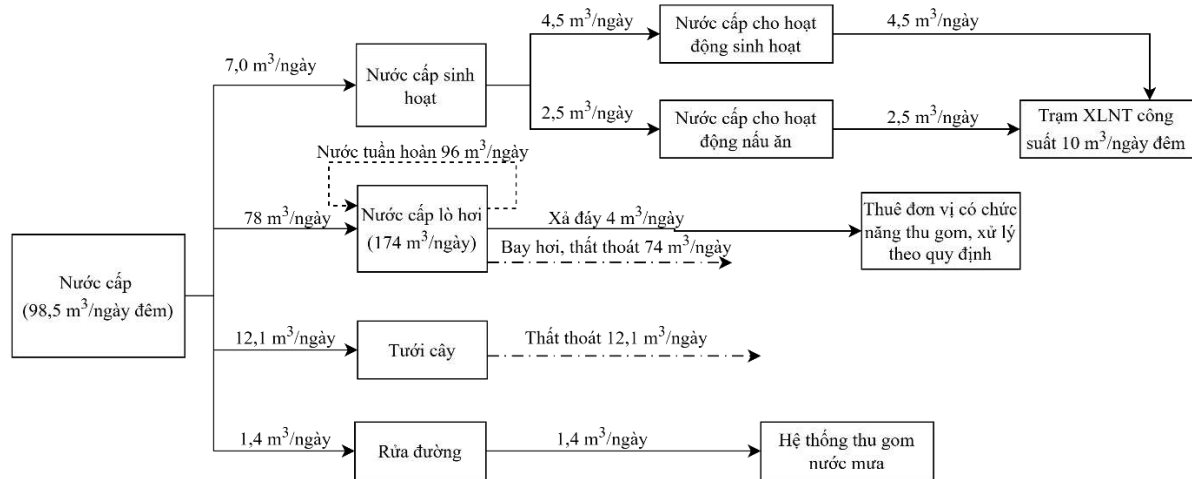 4,5 m³/ngày
Nước cấp cho hoạt
động sinh hoạt
4,5 m³/ngày
7,0 m³/ngày
Nước cấp sinh
hoạt
2,5 m³/ngày
Nước cấp cho hoạt
động nấu ăn
2,5 m³/ngày
Trạm XLNT công
suất 10 m³/ngày đêm
Nước tuần hoàn 96 m³/ngày
78 m³/ngày
Nước cấp lò hơi
(174 m³/ngày)
Xả đáy 4 m³/ngày
Bay hơi, thất thoát 74 m³/ngày
Thuê đơn vị có chức
năng thu gom, xử lý
theo quy định
Nước cấp
(98,5 m³/ngày đêm)
12,1 m³/ngày
Tưới cây
Thất thoát 12,1 m³/ngày
1,4 m³/ngày
Rửa đường
1,4 m³/ngày
Hệ thống thu gom
nước mưa